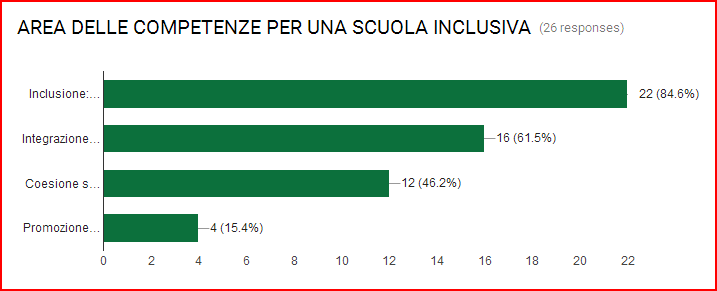 AREA DELLE COMPETENZE PER UNA SCUOLA INCLUSIVA (26 responses)
Inclusione:... 22 (84.6%)
Integrazione... 16 (61.5%)
Coesione s... 12 (46.2%)
Promozione... 4 (15.4%)
0 2 4 6 8 10 12 14 16 18 20 22